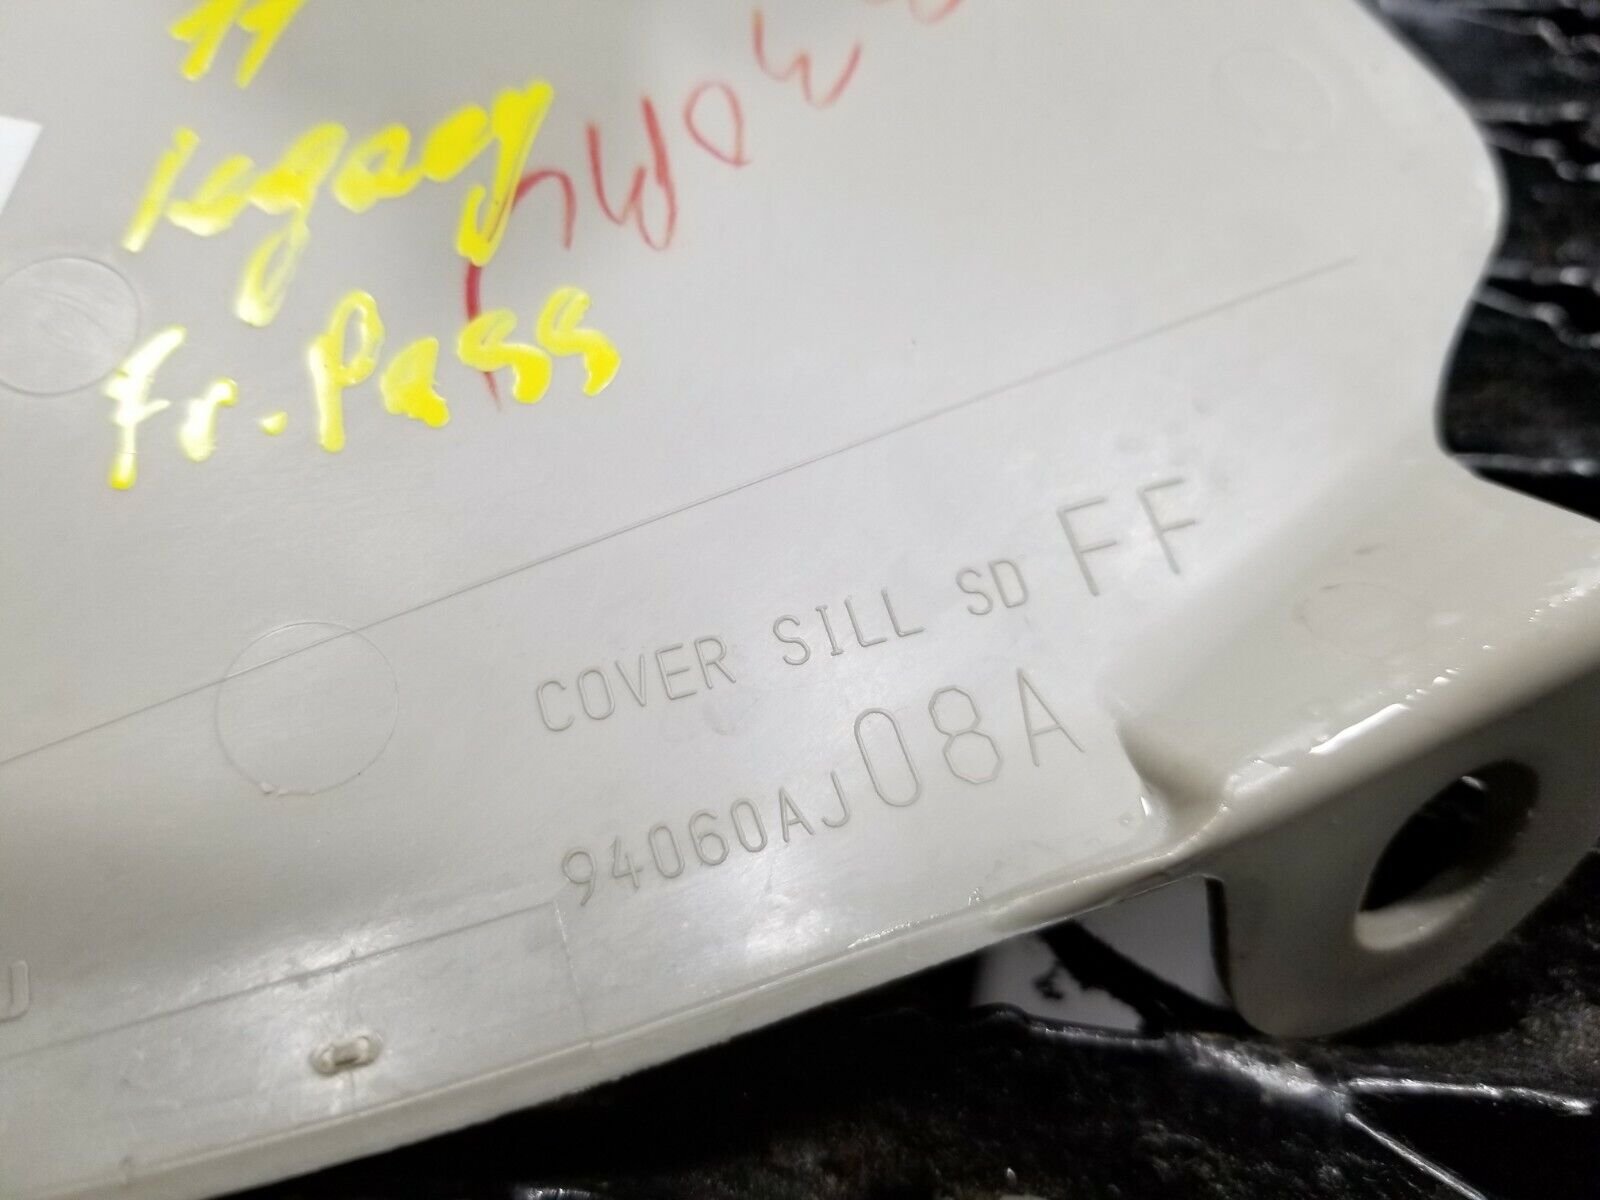 11
legacy
fr. Pass
COVER SILL SD FF
94060AJ08A
J